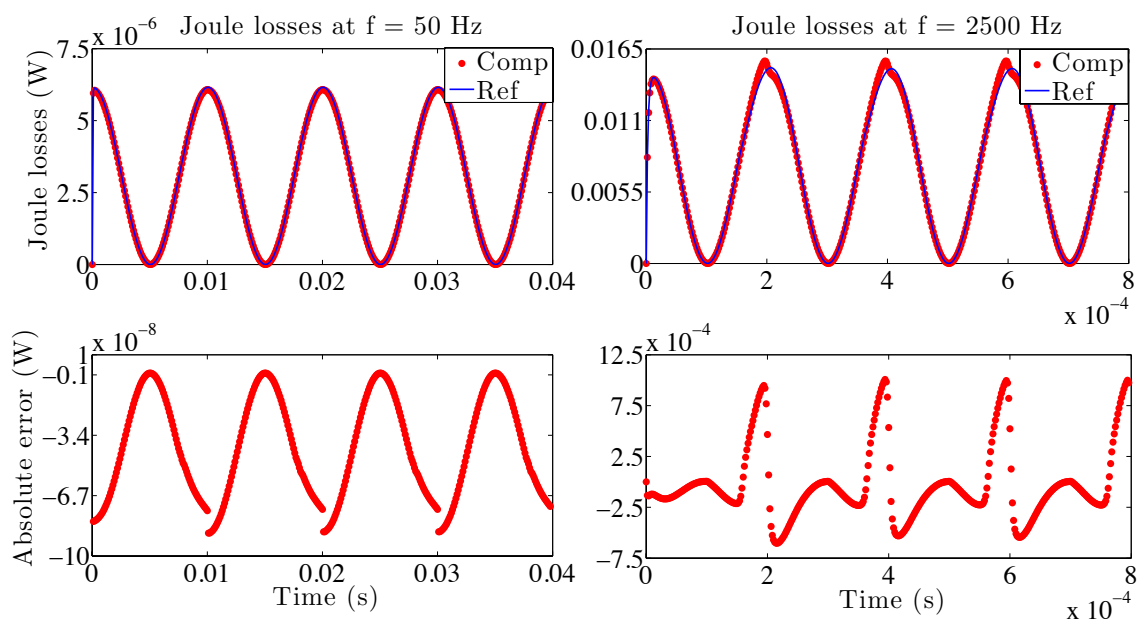 Joule losses at f = 50 Hz
x 10⁻⁶
Joule losses (W)
7.5
5
2.5
0
Comp
Ref
0 0.01 0.02 0.03 0.04
Joule losses at f = 2500 Hz
0.0165
0.011
0.0055
0
Comp
Ref
0 2 4 6 8
x 10⁻⁴
x 10⁻⁸
Absolute error (W)
1
−0.1
−3.4
−6.7
−10
0 0.01 0.02 0.03 0.04
Time (s)
x 10⁻⁴
12.5
7.5
2.5
−2.5
−7.5
0 2 4 6 8
Time (s)
x 10⁻⁴